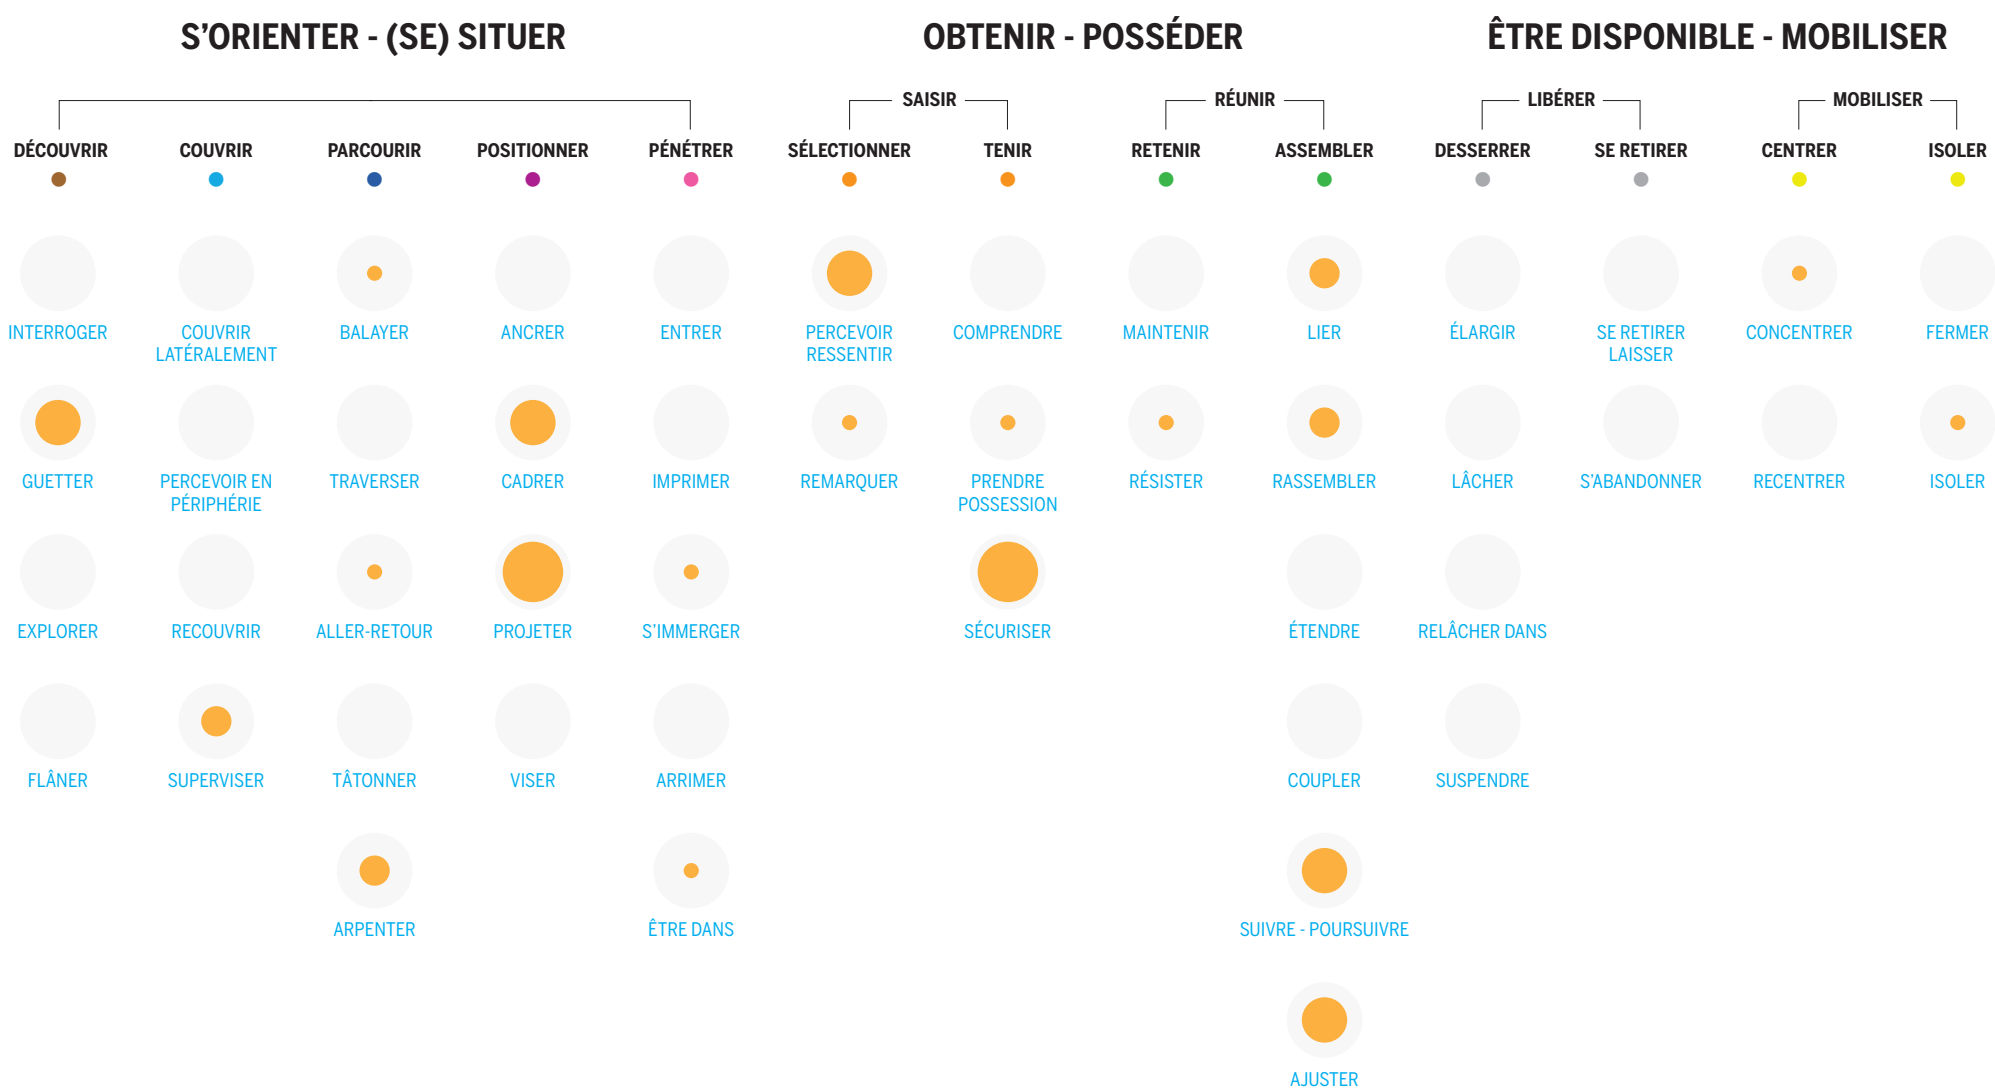 S’ORIENTER - (SE) SITUER
OBTENIR - POSSÉDER
ÊTRE DISPONIBLE - MOBILISER
SAISIR
RÉUNIR
LIBÉRER
MOBILISER
DÉCOUVRIR
COUVRIR
PARCOURIR
POSITIONNER
PÉNÉTRER
SÉLECTIONNER
TENIR
RETENIR
ASSEMBLER
DESSERRER
SE RETIRER
CENTRER
ISOLER
INTERROGER
COUVRIR
LATÉRALEMENT
BALAYER
ANCRER
ENTRER
PERCEVOIR
RESSENTIR
COMPRENDRE
MAINTENIR
LIER
ÉLARGIR
SE RETIRER
LAISSER
CONCENTRER
FERMER
GUETTER
PERCEVOIR EN
PÉRIPHÉRIE
TRAVERSER
CADRER
IMPRIMER
REMARQUER
PRENDRE
POSSESSION
RÉSISTER
RASSEMBLER
LÂCHER
S’ABANDONNER
RECENTRER
ISOLER
EXPLORER
RECOUVRIR
ALLER-RETOUR
PROJETER
S’IMMERGER
SÉCURISER
ÉTENDRE
RELÂCHER DANS
FLÂNER
SUPERVISER
TÂTONNER
VISER
ARRIMER
COUPLER
SUSPENDRE
ARPENTER
ÊTRE DANS
SUIVRE - POURSUIVRE
AJUSTER